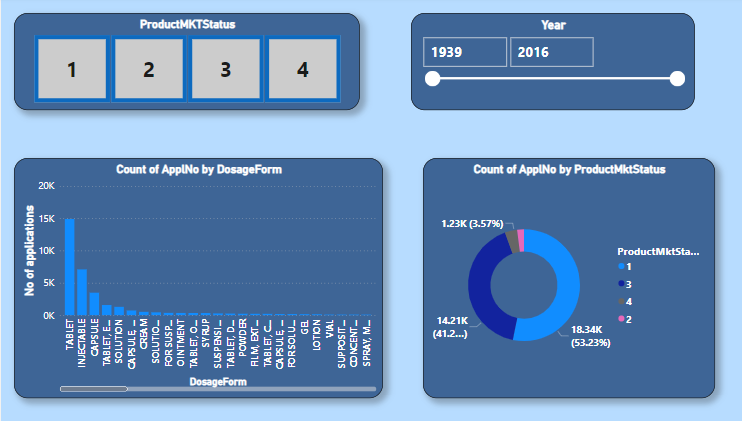 ProductMKTStatus
1
2
3
4
Year
1939
2016
Count of ApplNo by DosageForm
No of applications
20K
15K
10K
5K
0K
TABLET
INJECTABLE
CAPSULE
TABLET, E...
SOLUTION
CAPSULE, ...
CREAM
SOLUTIO...
FOR SUSP...
OINTMENT
TABLET, O...
SYRUP
SUSPENSI...
TABLET, D...
POWDER
FILM, EXT...
TABLET, C...
CAPSULE...
FOR SOLU...
GEL
LOTION
VIAL
SUPPOSIT...
CONCENT...
SPRAY, M...
DosageForm
Count of ApplNo by ProductMktStatus
1.23K (3.57%)
14.21K
(41.2...)
18.34K
(53.23%)
ProductMktSta...
1
3
4
2